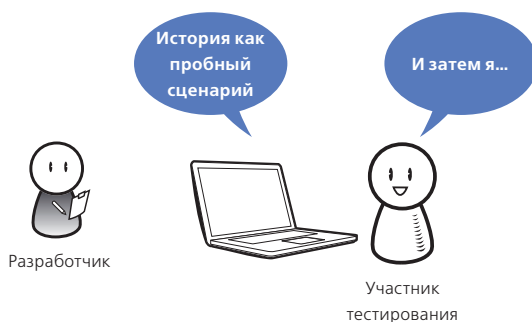 История как
пробный
сценарий
И затем я...
Разработчик
Участник
тестирования